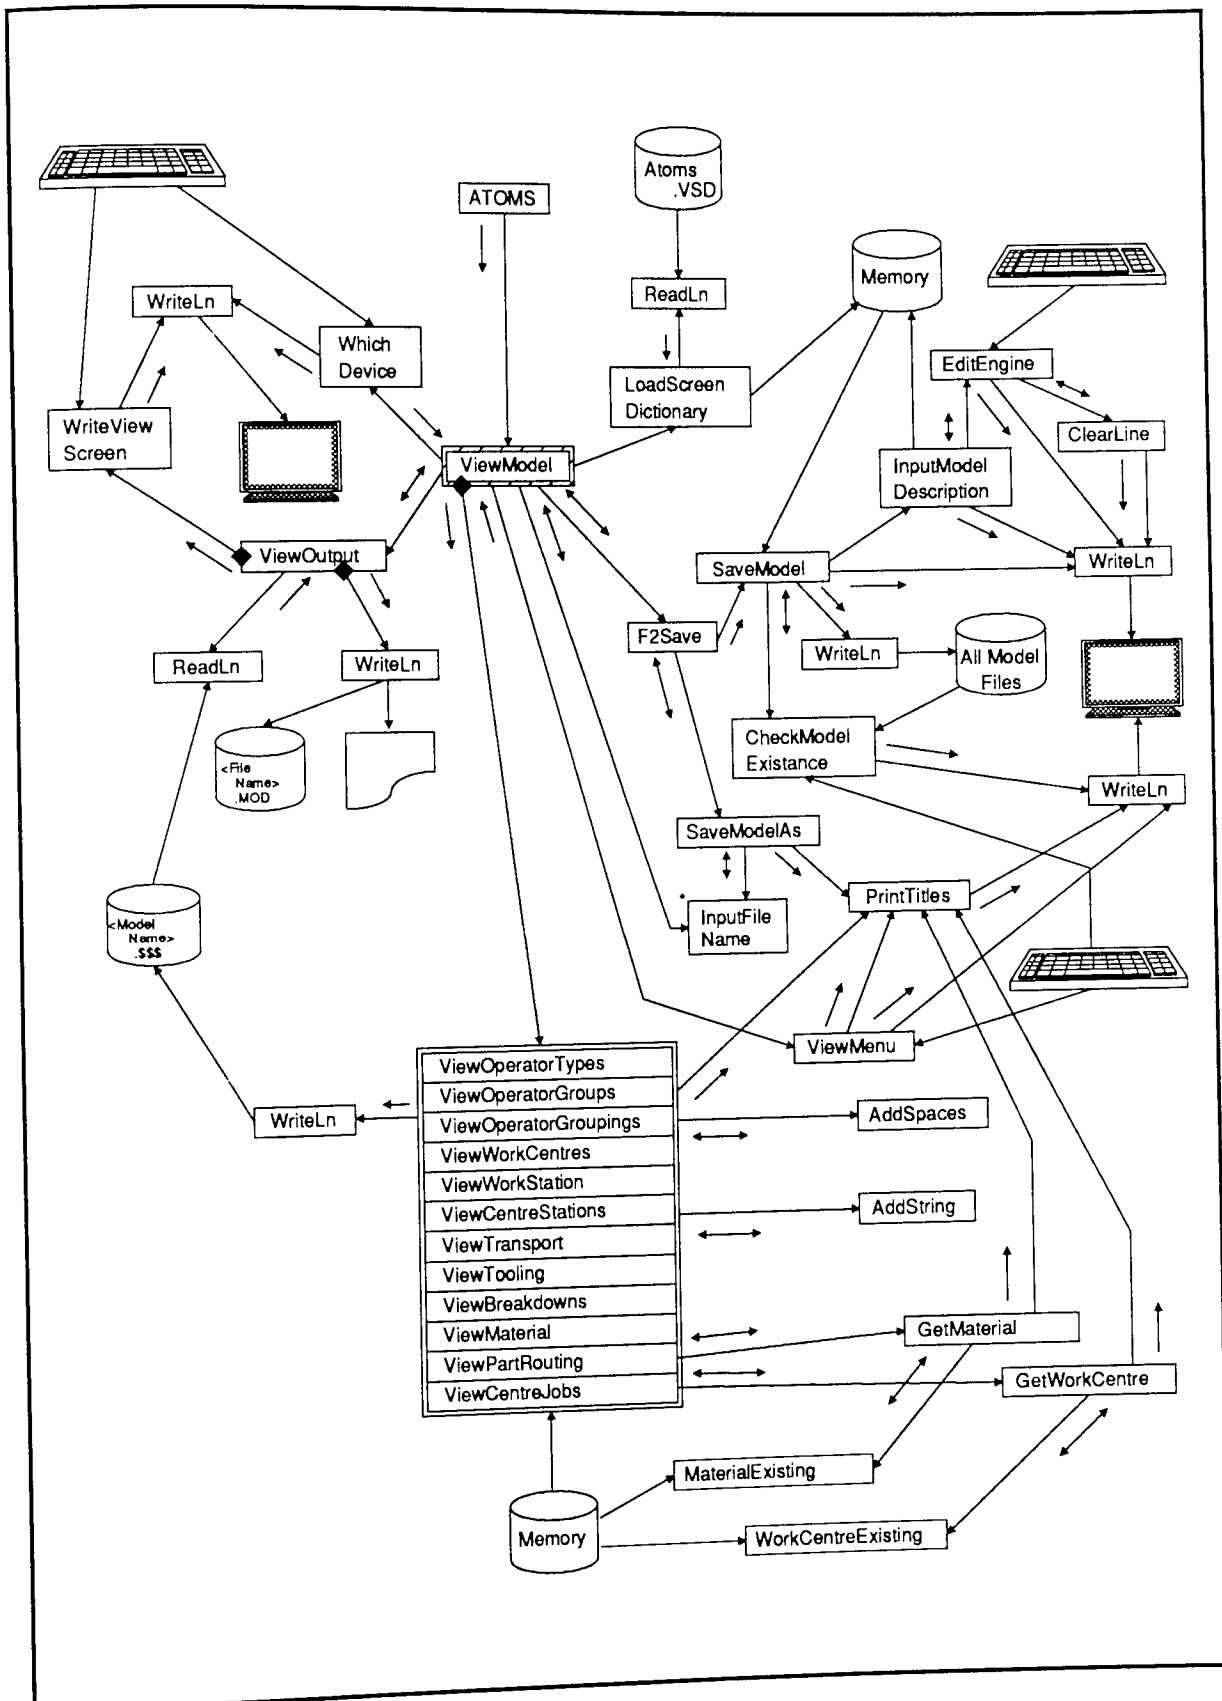 Atoms
.VSD
ATOMS
Memory
ReadLn
WriteLn
Which
Device
EditEngine
LoadScreen
Dictionary
WriteView
Screen
ClearLine
ViewModel
InputModel
Description
ViewOutput
SaveModel
WriteLn
F2Save
ReadLn
WriteLn
WriteLn
All Model
Files
CheckModel
Existance
<File
Name>
.MOD
WriteLn
SaveModelAs
PrintTitles
InputFile
Name
<Model
Name>
.$$$
ViewMenu
ViewOperatorTypes
ViewOperatorGroups
ViewOperatorGroupings
ViewWorkCentres
ViewWorkStation
ViewCentreStations
ViewTransport
ViewTooling
ViewBreakdowns
ViewMaterial
ViewPartRouting
ViewCentreJobs
WriteLn
AddSpaces
AddString
GetMaterial
GetWorkCentre
MaterialExisting
Memory
WorkCentreExisting